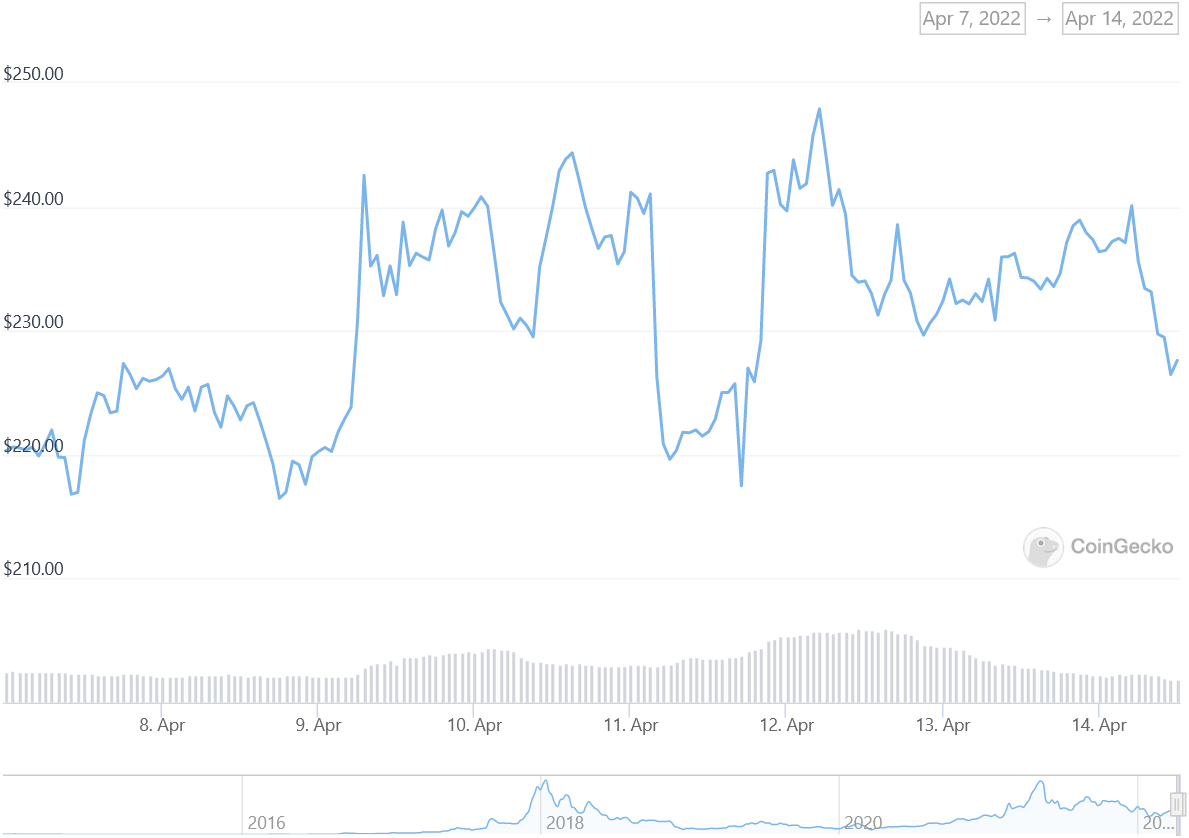 Apr 7, 2022 → Apr 14, 2022
$250.00
$240.00
$230.00
$220.00
$210.00
CoinGecko
8. Apr 9. Apr 10. Apr 11. Apr 12. Apr 13. Apr 14. Apr
2016 2018 2020 20...